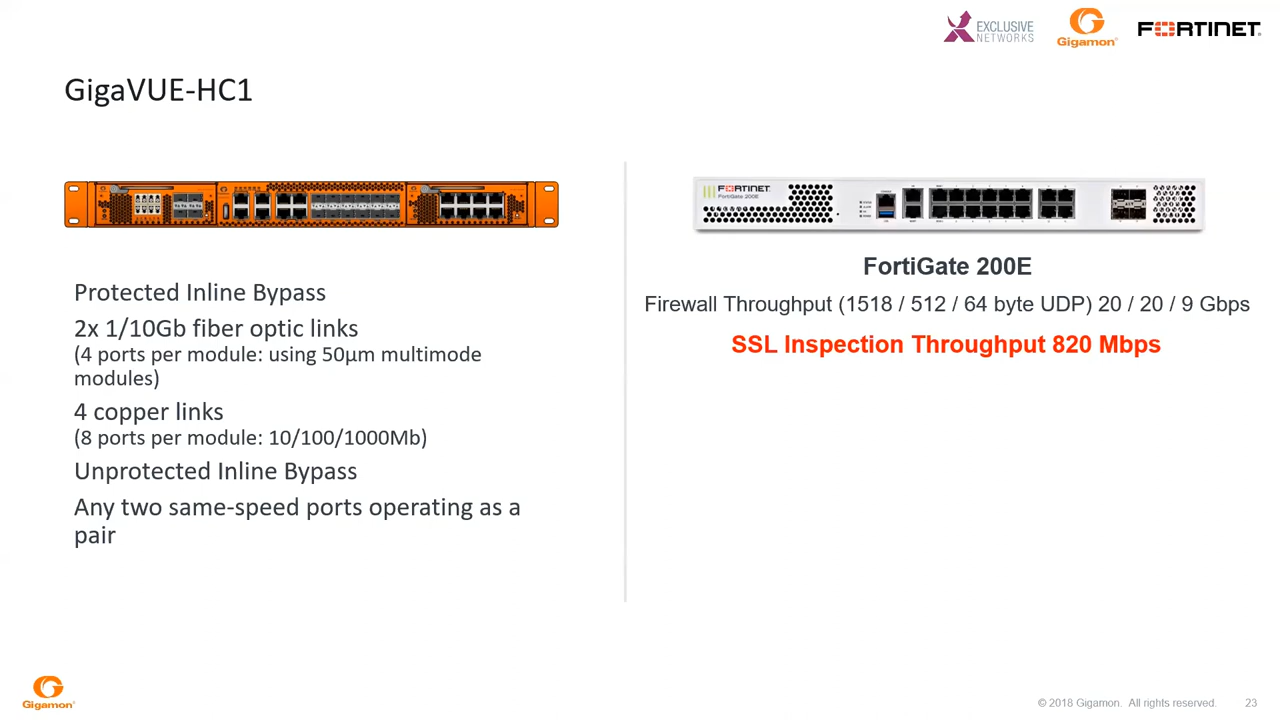 EXCLUSIVE
NETWORKS
Gigamon®
FORTINET®
GigaVUE-HC1
Protected Inline Bypass
2x 1/10Gb fiber optic links
(4 ports per module: using 50µm multimode
modules)
4 copper links
(8 ports per module: 10/100/1000Mb)
Unprotected Inline Bypass
Any two same-speed ports operating as a
pair
FORTINET
FortiGate 200E
FortiGate 200E
Firewall Throughput (1518 / 512 / 64 byte UDP) 20 / 20 / 9 Gbps
SSL Inspection Throughput 820 Mbps
Gigamon®
© 2018 Gigamon. All rights reserved.
23